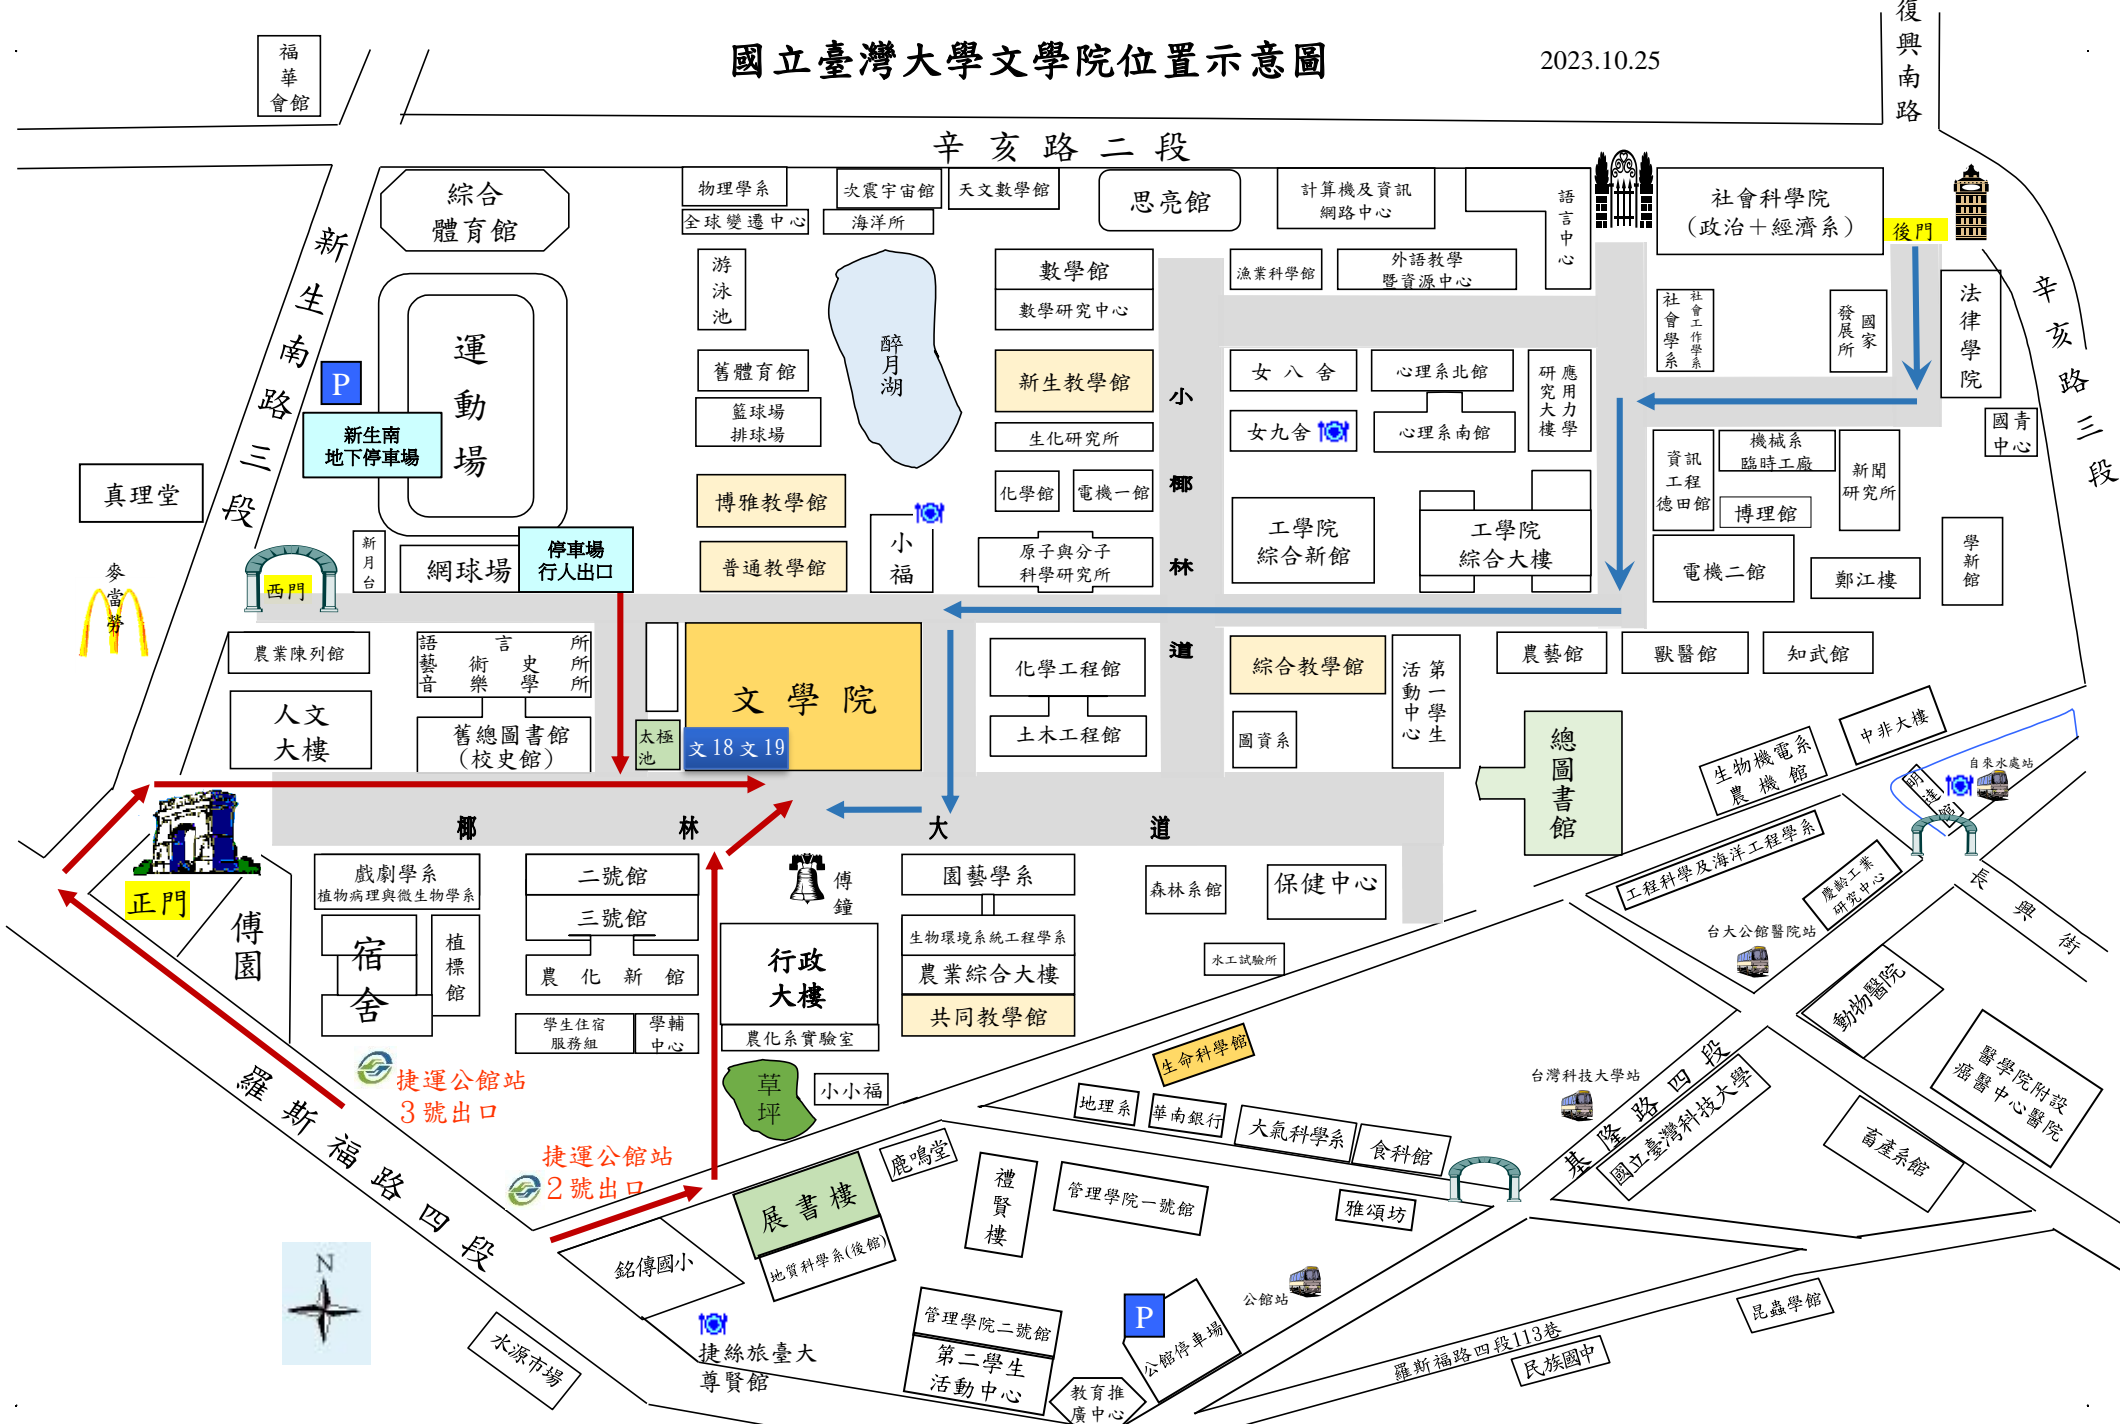 國立臺灣大學文學院位置示意圖
2023.10.25
復興南路
福華
會館
辛亥路二段
新生南路三段
綜合
體育館
物理學系
全球變遷中心
次震宇宙館
海洋所
天文數學館
思亮館
計算機及資訊
網路中心
語言中心
社會科學院
(政治+經濟系)
後門
辛亥路三段
運動場
P
新生南
地下停車場
游泳池
醉月湖
數學館
數學研究中心
漁業科學館
外語教學
暨資源中心
社會學系
社會工作學系
國家
發展所
法律學院
舊體育館
籃球場
排球場
新生教學館
生化研究所
小椰林道
女八舍
女九舍
心理系北館
心理系南館
應用力學
研究大樓
國青
中心
真理堂
博雅教學館
普通教學館
小福
化學館
電機一館
原子與分子
科學研究所
工學院
綜合新館
工學院
綜合大樓
資訊
工程
德田館
機械系
臨時工廠
博理館
新聞
研究所
電機二館
鄭江樓
學新館
麥當勞
西門
新月台
網球場
停車場
行人出口
農業陳列館
語言所
藝術史所
音樂學所
人文
大樓
舊總圖書館
(校史館)
太極
池
文學院
文18文19
化學工程館
土木工程館
綜合教學館
圖資系
第一學生
活動中心
農藝館
獸醫館
知武館
總圖書館
生物機電系
農機館
中非大樓
自來水處站
明達館
椰林大道
正門
傅園
戲劇學系
植物病理與微生物學系
宿舍
植標館
二號館
三號館
農化新館
學生住宿
服務組
學輔
中心
傅鐘
行政
大樓
農化系實驗室
園藝學系
生物環境系統工程學系
農業綜合大樓
共同教學館
森林系館
保健中心
水工試驗所
工程科學及海洋工程學系
慶齡工業
研究中心
長興街
台大公館醫院站
動物醫院
醫學院附設
癌醫中心醫院
畜產系館
台灣科技大學站
國立臺灣科技大學
基隆路四段
羅斯福路四段
捷運公館站
3號出口
捷運公館站
2號出口
草坪
小小福
生命科學館
地理系
華南銀行
大氣科學系
食科館
鹿鳴堂
展書樓
地質科學系(後館)
銘傳國小
禮賢樓
管理學院一號館
雅頌坊
N
水源市場
捷絲旅臺大
尊賢館
管理學院二號館
第二學生
活動中心
教育推
廣中心
P
公館停車場
公館站
羅斯福路四段113巷
民族國中
昆蟲學館